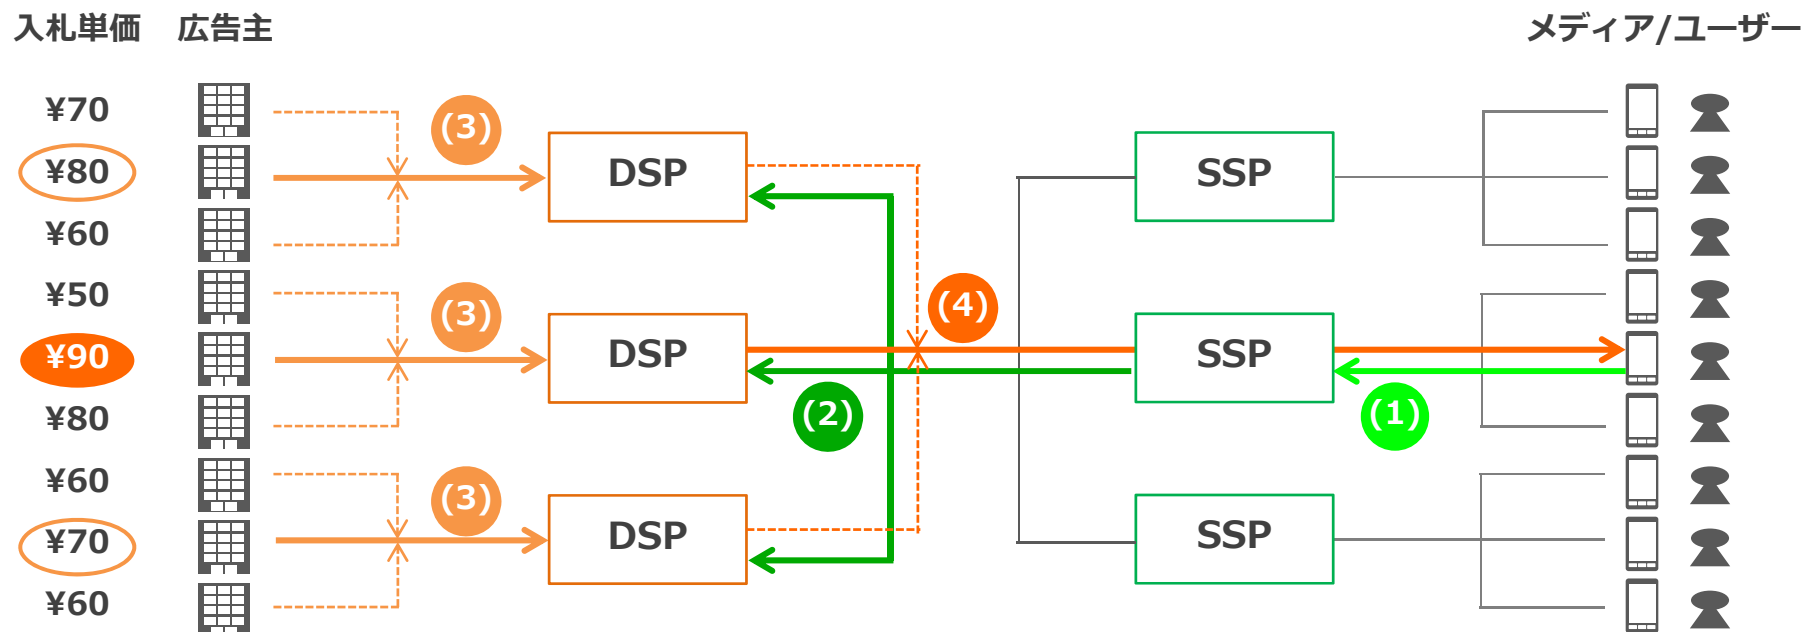 入札単価 広告主 メディア/ユーザー
¥70
(3)
¥80 DSP SSP
¥60
¥50
(4)
(3)
¥90 DSP SSP
(2) (1)
¥80
¥60
(3)
¥70 DSP SSP
¥60